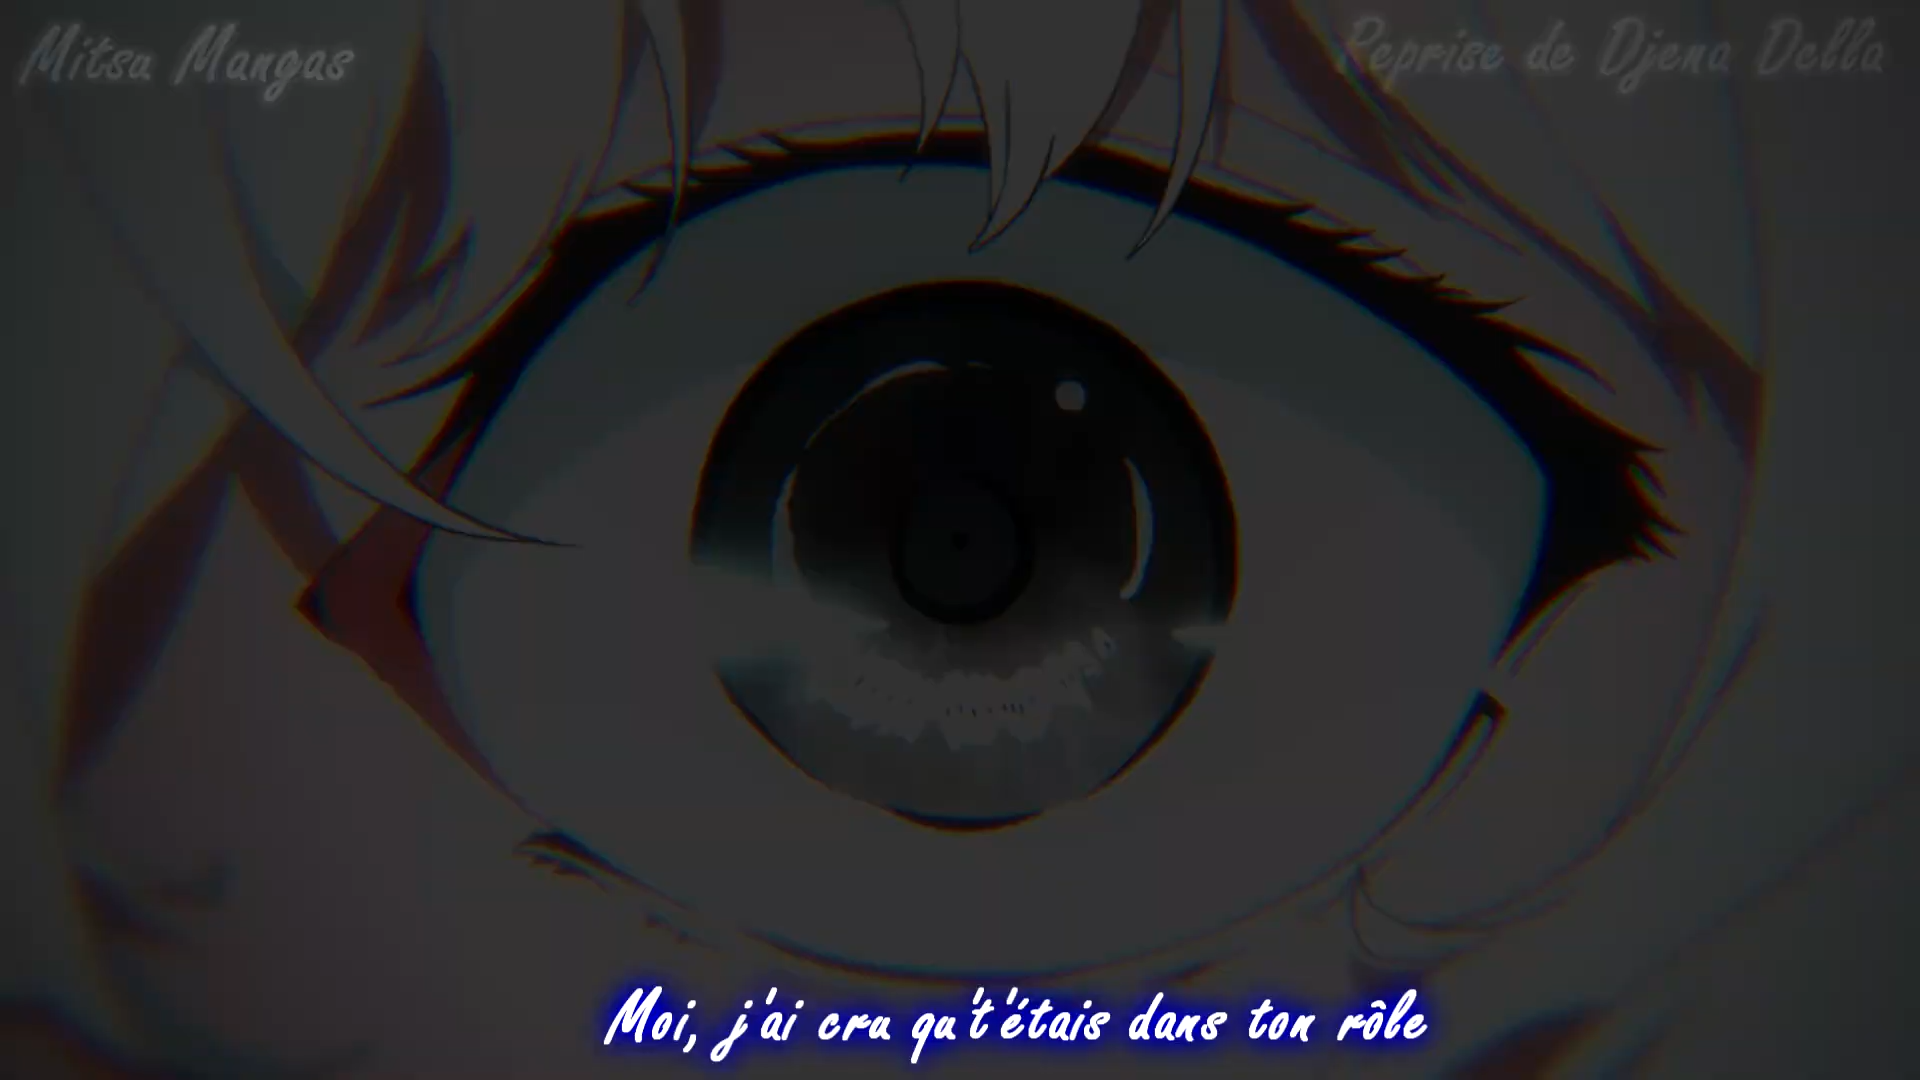 Mitsu Mangas
Reprise de Djena Della
Moi, j'ai cru qu't'étais dans ton rôle